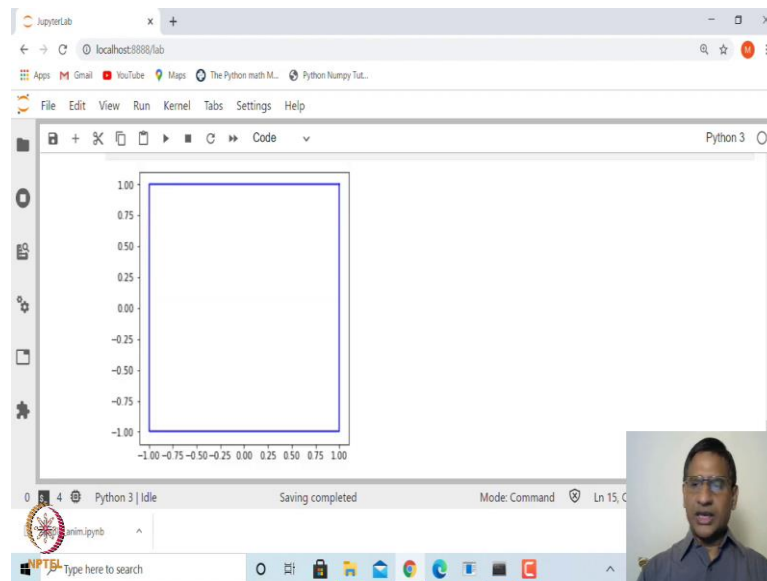 JupyterLab
localhost:8888/lab
M
Apps Gmail YouTube Maps The Python math M... Python Numpy Tut...
File Edit View Run Kernel Tabs Settings Help
Code Python 3
1.00
0.75
0.50
0.25
0.00
−0.25
−0.50
−0.75
−1.00
−1.00 −0.75 −0.50 −0.25 0.00 0.25 0.50 0.75 1.00
0 4 Python 3 | Idle Saving completed Mode: Command Ln 15, C
anim.ipynb
NPTEL Type here to search